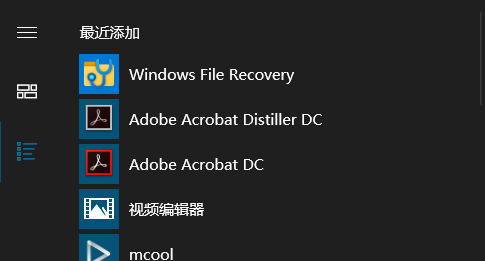 最近添加
Windows File Recovery
Adobe Acrobat Distiller DC
Adobe Acrobat DC
视频编辑器
mcool